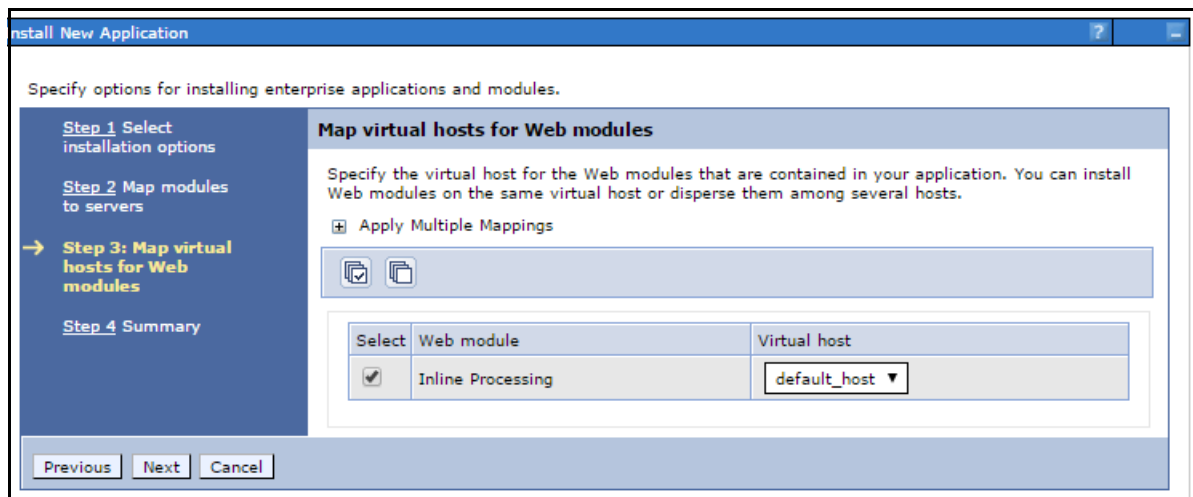 nstall New Application
?
Specify options for installing enterprise applications and modules.
Step 1 Select
installation options
Step 2 Map modules
to servers
Step 3: Map virtual
hosts for Web
modules
Step 4 Summary
Map virtual hosts for Web modules
Specify the virtual host for the Web modules that are contained in your application. You can install
Web modules on the same virtual host or disperse them among several hosts.
Apply Multiple Mappings
Select Web module Virtual host
Inline Processing default_host
Previous Next Cancel